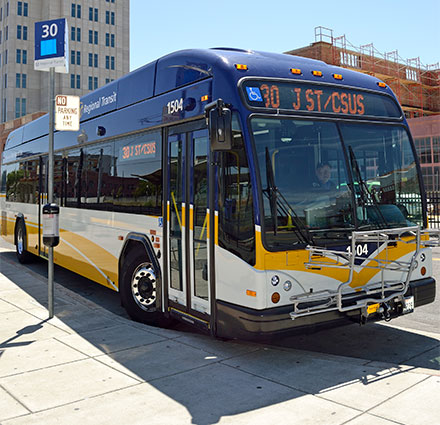 30
NO
PARKING
ANY
TIME
Regional Transit
1504
30 J ST/CSUS
30 J ST/CSUS
1504